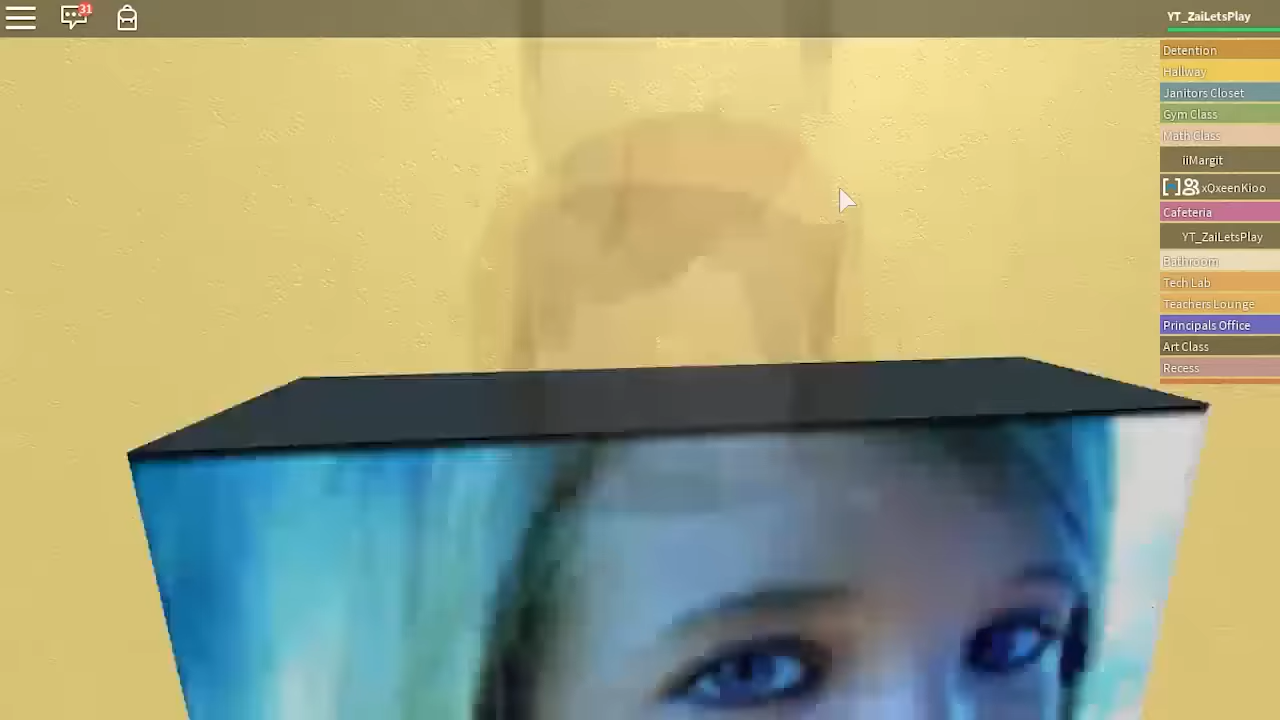 31
YT_ZaiLetsPlay
Detention
Hallway
Janitors Closet
Gym Class
Math Class
iiMargit
xQxeenKioo
Cafeteria
YT_ZaiLetsPlay
Bathroom
Tech Lab
Teachers Lounge
Principals Office
Art Class
Recess